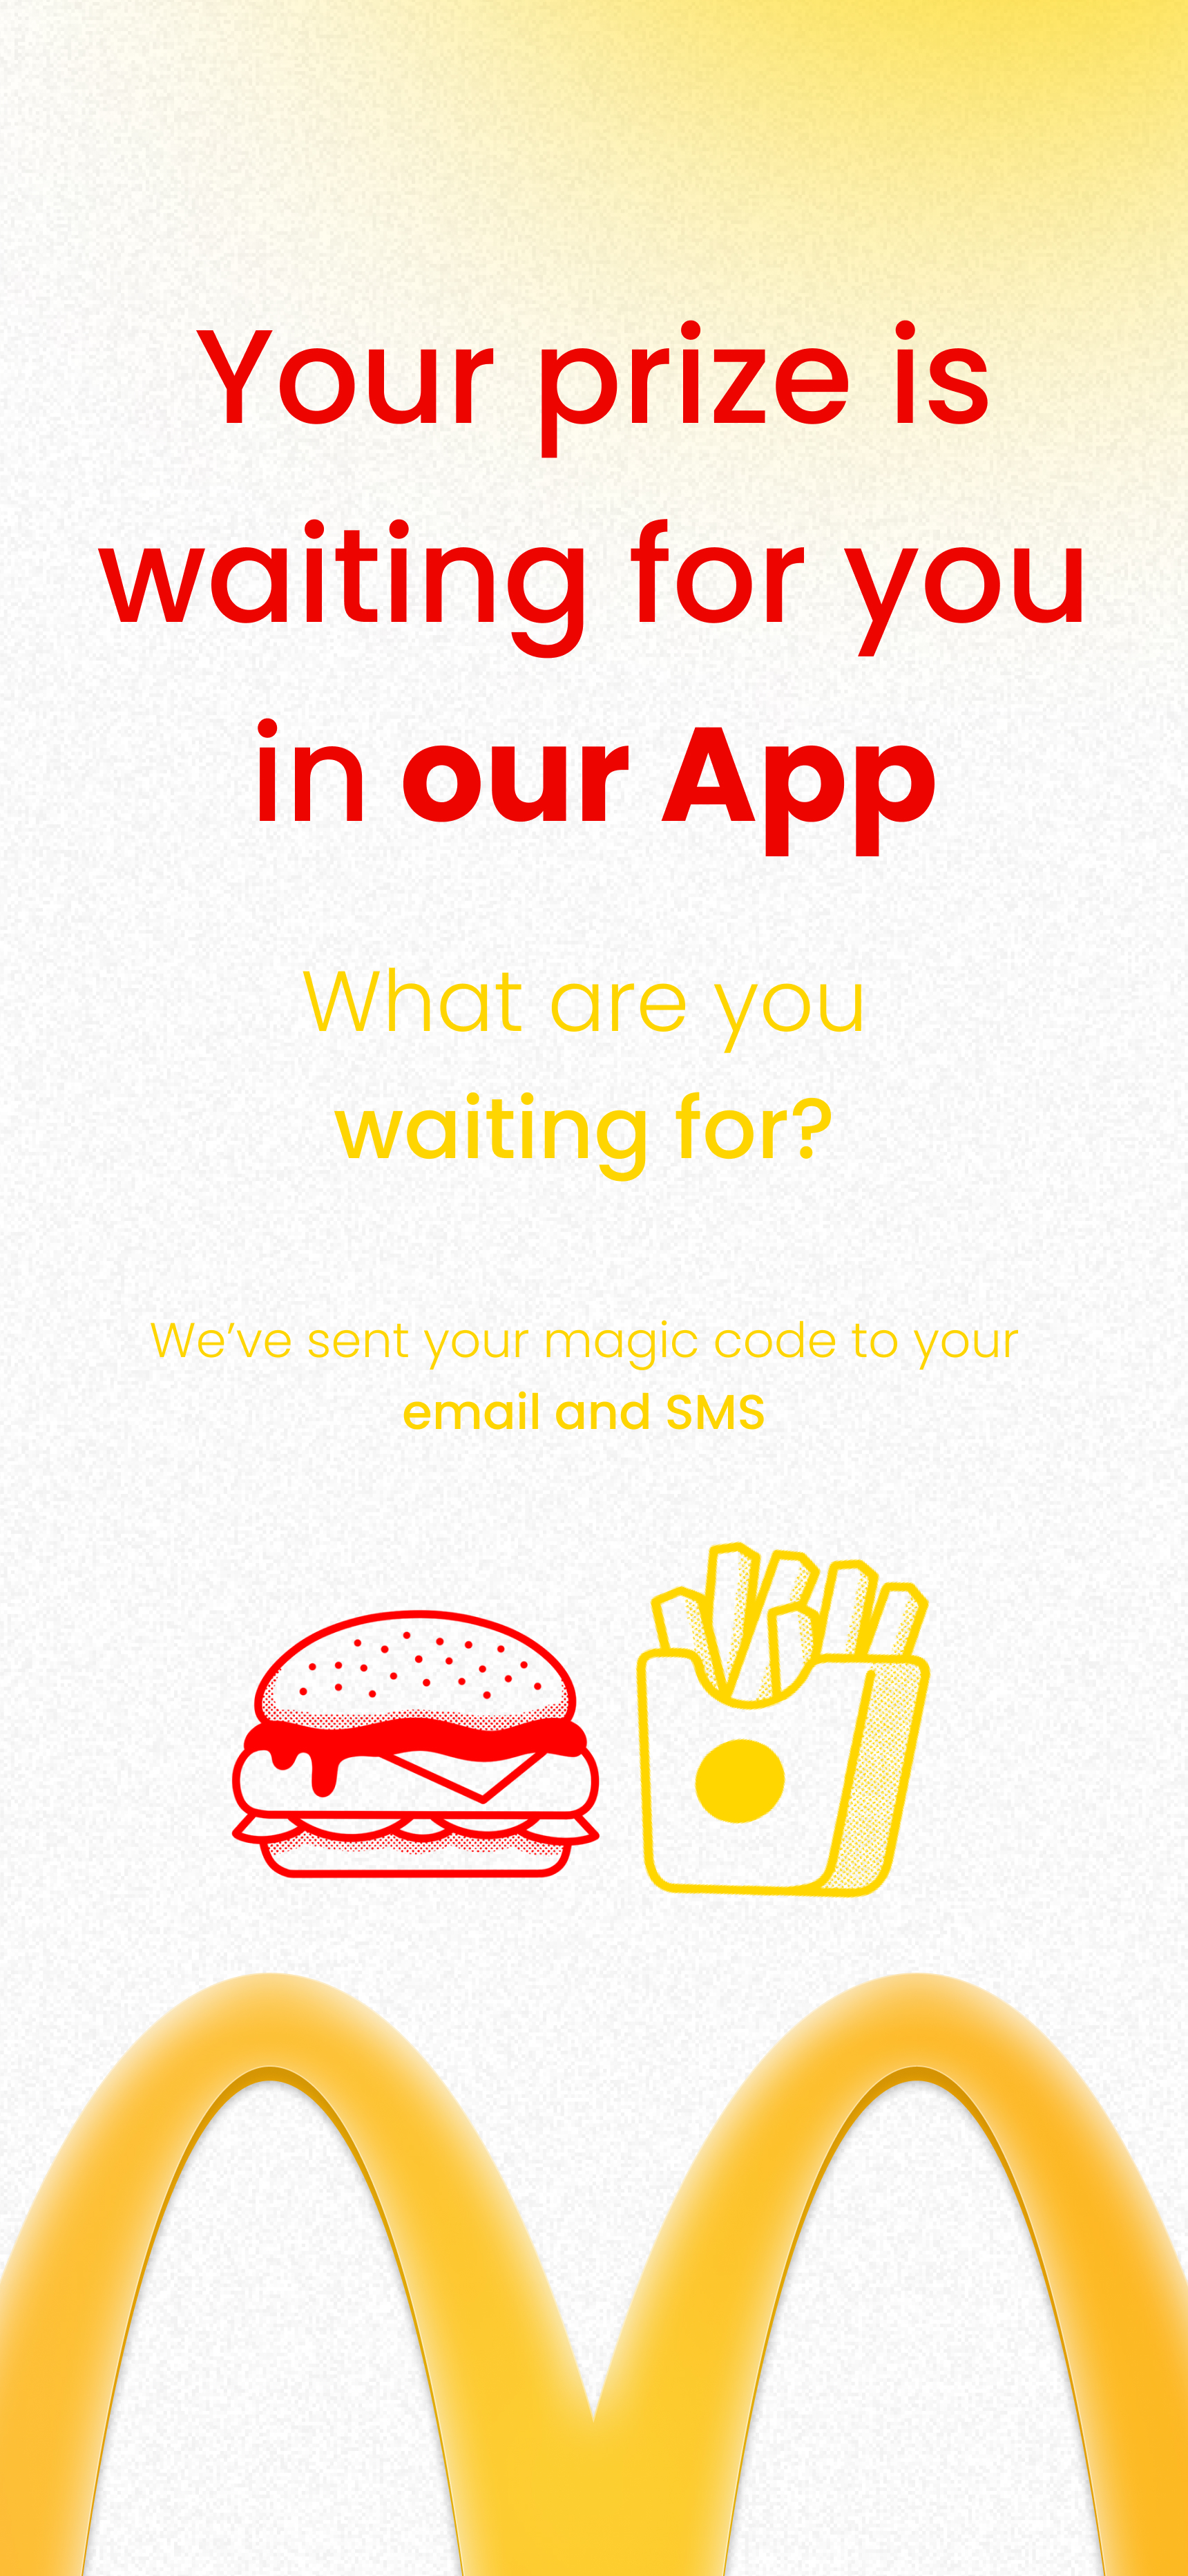 Your prize is
waiting for you
in our App
What are you
waiting for?
We’ve sent your magic code to your
email and SMS